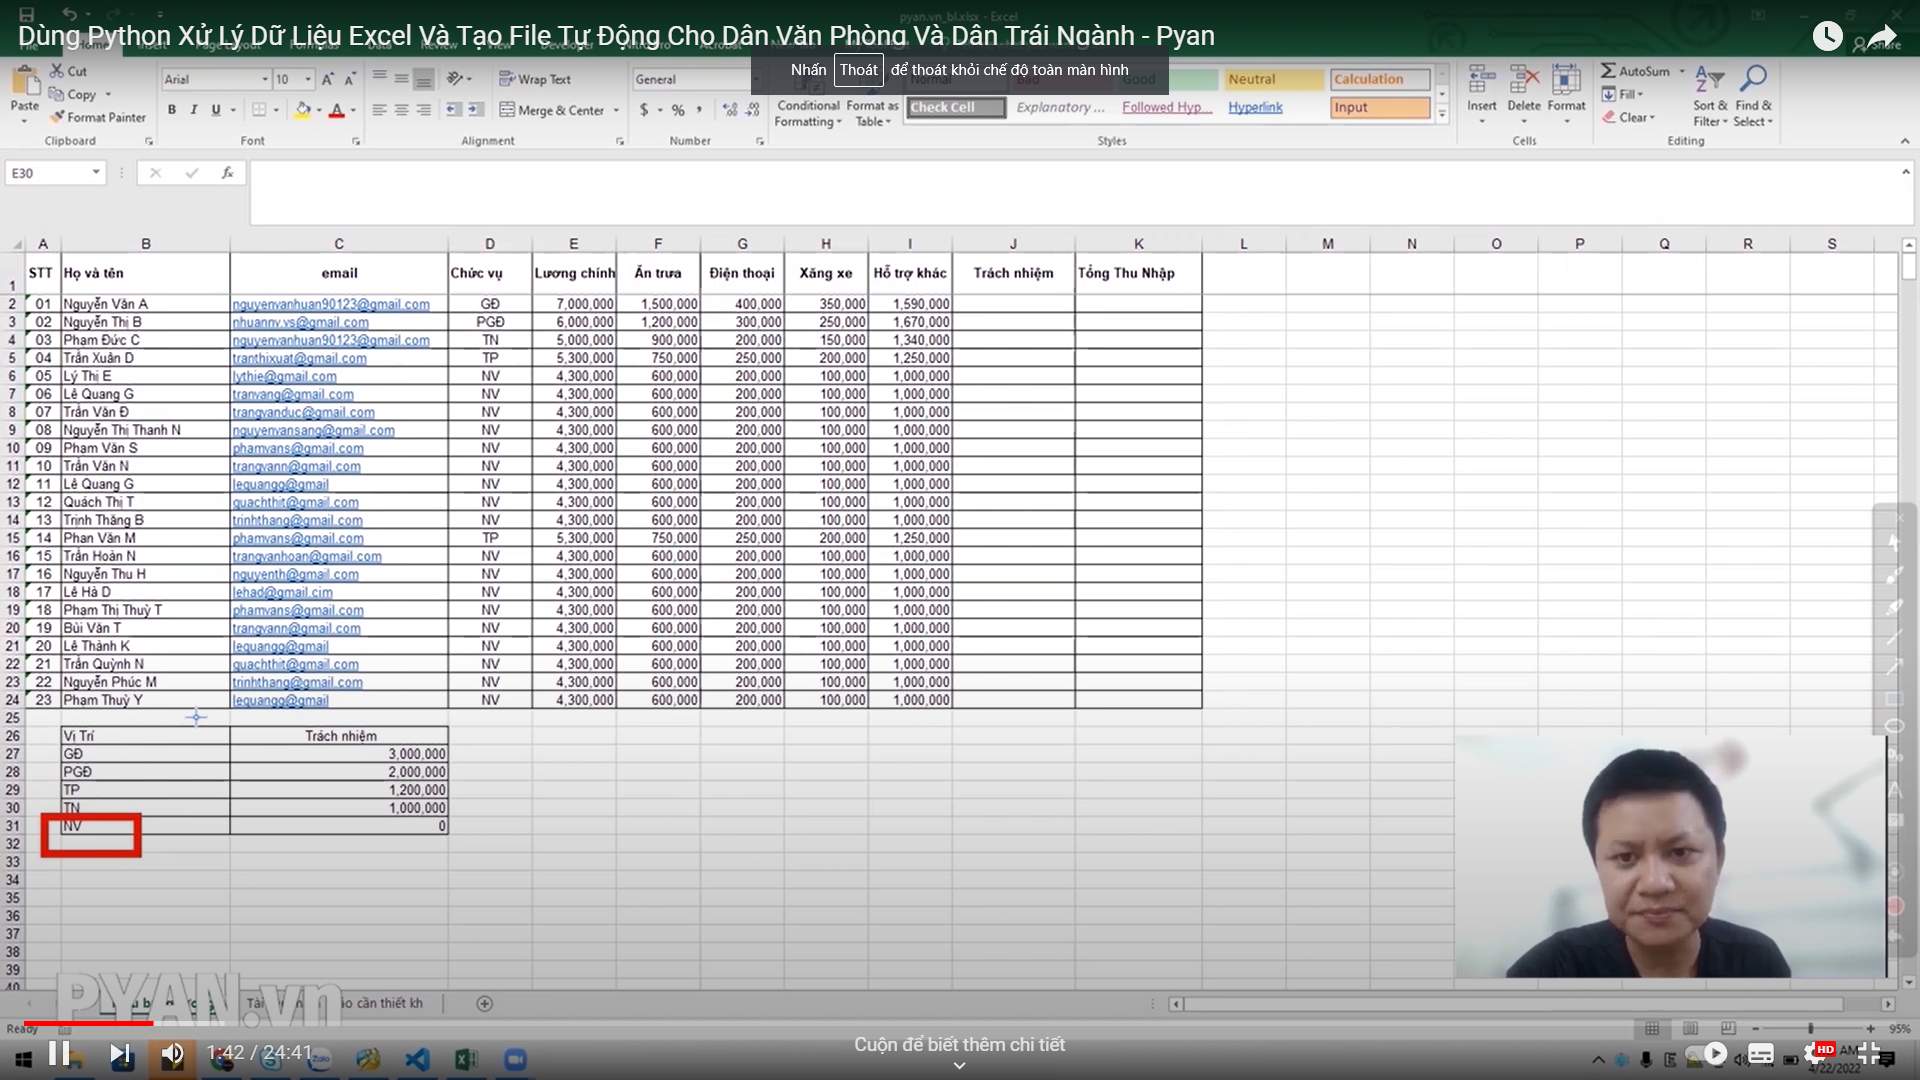 Dùng Python Xử Lý Dữ Liệu Excel Và Tạo File Tự Động Cho Dân Văn Phòng Và Dân Trái Ngành - Pyan
pyan.vn_bl.xlsx - Excel
Nhấn Thoát để thoát khỏi chế độ toàn màn hình
Share
Cut
Copy
Format Painter
Paste
Clipboard
Arial 10
B I U
Font
Wrap Text
Merge & Center
Alignment
General
Number
Conditional Formatting
Format as Table
Normal Bad Good Neutral Calculation
Check Cell Explanatory ... Followed Hyp... Hyperlink Input
Styles
Insert Delete Format
Cells
AutoSum
Fill
Clear
Sort & Filter
Find & Select
Editing
E30
fx
A B C D E F G H I J K L M N O P Q R S
1 STT Họ và tên email Chức vụ Lương chính Ăn trưa Điện thoại Xăng xe Hỗ trợ khác Trách nhiệm Tổng Thu Nhập
2 01 Nguyễn Văn A nguyenvanhuan90123@gmail.com GĐ 7,000,000 1,500,000 400,000 350,000 1,590,000
3 02 Nguyễn Thị B nhuannv.vs@gmail.com PGĐ 6,000,000 1,200,000 300,000 250,000 1,670,000
4 03 Phạm Đức C nguyenvanhuan90123@gmail.com TN 5,000,000 900,000 200,000 150,000 1,340,000
5 04 Trần Xuân D tranthixuat@gmail.com TP 5,300,000 750,000 250,000 200,000 1,250,000
6 05 Lý Thị E lythie@gmail.com NV 4,300,000 600,000 200,000 100,000 1,000,000
7 06 Lê Quang G tranvang@gmail.com NV 4,300,000 600,000 200,000 100,000 1,000,000
8 07 Trần Văn Đ trangvanduc@gmail.com NV 4,300,000 600,000 200,000 100,000 1,000,000
9 08 Nguyễn Thị Thanh N nguyenvansang@gmail.com NV 4,300,000 600,000 200,000 100,000 1,000,000
10 09 Phạm Văn S phamvans@gmail.com NV 4,300,000 600,000 200,000 100,000 1,000,000
11 10 Trần Văn N trangvann@gmail.com NV 4,300,000 600,000 200,000 100,000 1,000,000
12 11 Lê Quang G lequangg@gmail NV 4,300,000 600,000 200,000 100,000 1,000,000
13 12 Quách Thị T quachthit@gmail.com NV 4,300,000 600,000 200,000 100,000 1,000,000
14 13 Trịnh Thăng B trinhthang@gmail.com NV 4,300,000 600,000 200,000 100,000 1,000,000
15 14 Phan Văn M phamvans@gmail.com TP 5,300,000 750,000 250,000 200,000 1,250,000
16 15 Trần Hoàn N trangvanhoan@gmail.com NV 4,300,000 600,000 200,000 100,000 1,000,000
17 16 Nguyễn Thu H nguyenth@gmail.com NV 4,300,000 600,000 200,000 100,000 1,000,000
18 17 Lê Hà D lehad@gmail.cim NV 4,300,000 600,000 200,000 100,000 1,000,000
19 18 Phạm Thị Thuỳ T phamvans@gmail.com NV 4,300,000 600,000 200,000 100,000 1,000,000
20 19 Bùi Văn T trangvann@gmail.com NV 4,300,000 600,000 200,000 100,000 1,000,000
21 20 Lê Thành K lequangg@gmail NV 4,300,000 600,000 200,000 100,000 1,000,000
22 21 Trần Quỳnh N quachthit@gmail.com NV 4,300,000 600,000 200,000 100,000 1,000,000
23 22 Nguyễn Phúc M trinhthang@gmail.com NV 4,300,000 600,000 200,000 100,000 1,000,000
24 23 Phạm Thuỳ Y lequangg@gmail NV 4,300,000 600,000 200,000 100,000 1,000,000
25
26 Vị Trí Trách nhiệm
27 GĐ 3,000,000
28 PGĐ 2,000,000
29 TP 1,200,000
30 TN 1,000,000
31 NV 0
32
33
34
35
36
37
38
39
40
PYAN.vn
cần thiết kh
Ready
95%
1:42 / 24:41
Zalo
Cuộn để biết thêm chi tiết
HD
AM
4/22/2022